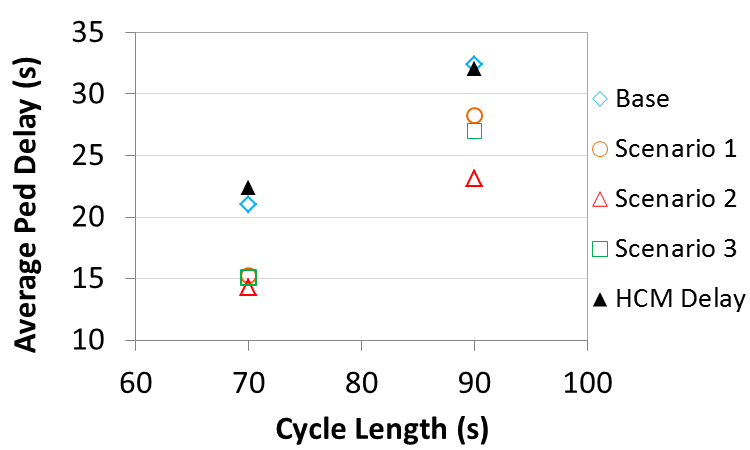 35
30
25
20
15
10
60 70 80 90 100
Average Ped Delay (s)
Cycle Length (s)
Base
Scenario 1
Scenario 2
Scenario 3
HCM Delay